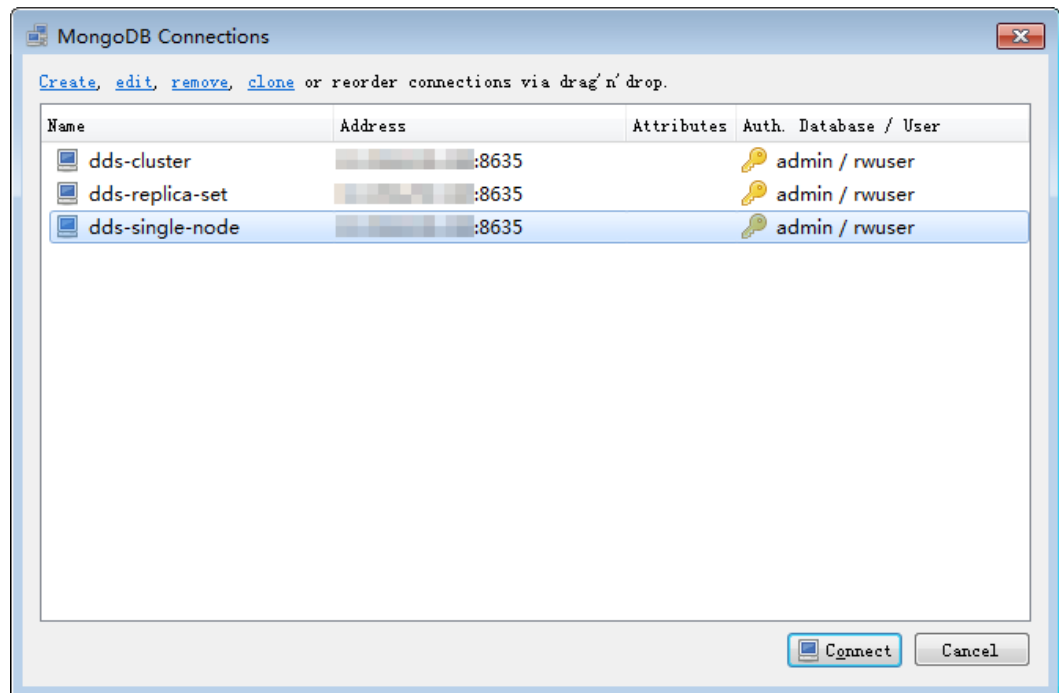 MongoDB Connections
Create, edit, remove, clone or reorder connections via drag'n'drop.
Name Address Attributes Auth. Database / User
dds-cluster :8635 admin / rwuser
dds-replica-set :8635 admin / rwuser
dds-single-node :8635 admin / rwuser
Connect Cancel